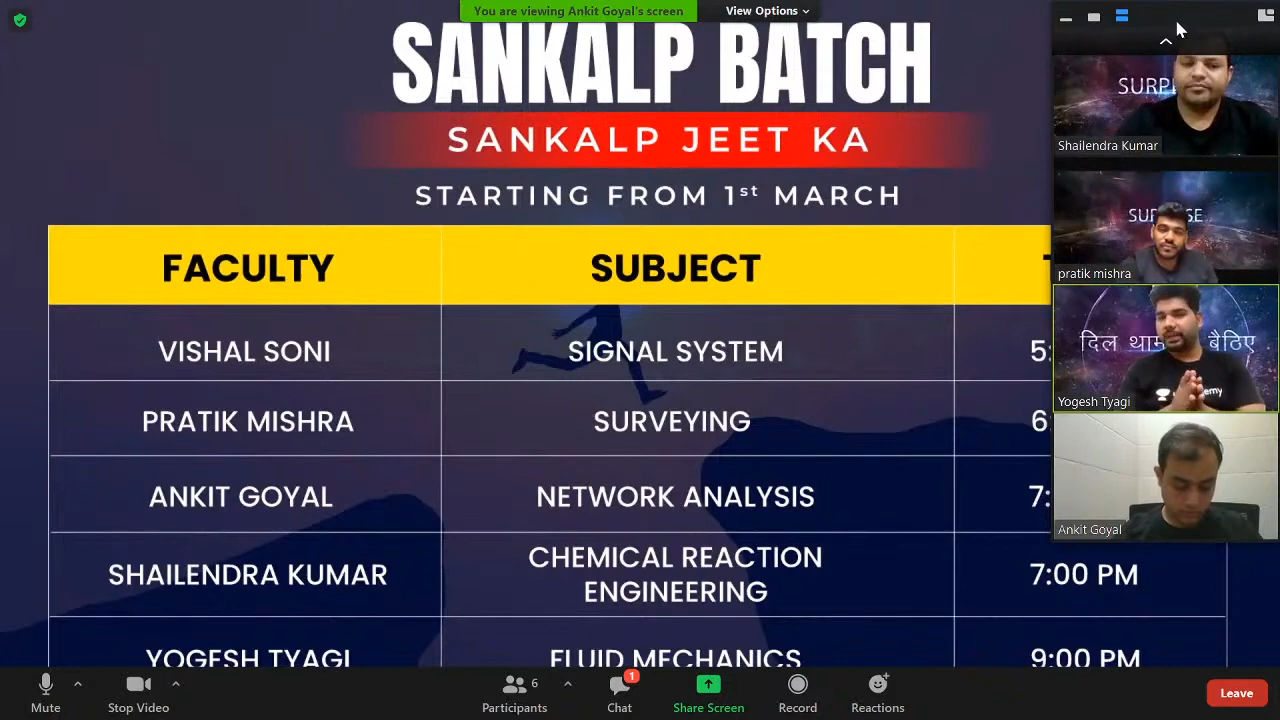 You are viewing Ankit Goyal's screen
View Options
SANKALP BATCH
SANKALP JEET KA
STARTING FROM 1st MARCH
FACULTY SUBJECT
VISHAL SONI SIGNAL SYSTEM 5:
PRATIK MISHRA SURVEYING 6:
ANKIT GOYAL NETWORK ANALYSIS 7:
SHAILENDRA KUMAR CHEMICAL REACTION ENGINEERING 7:00 PM
YOGESH TYAGI FLUID MECHANICS 9:00 PM
Shailendra Kumar
pratik mishra
दिल थाम बैठिए
Yogesh Tyagi
Ankit Goyal
Mute
Stop Video
6
Participants
1
Chat
Share Screen
Record
Reactions
Leave